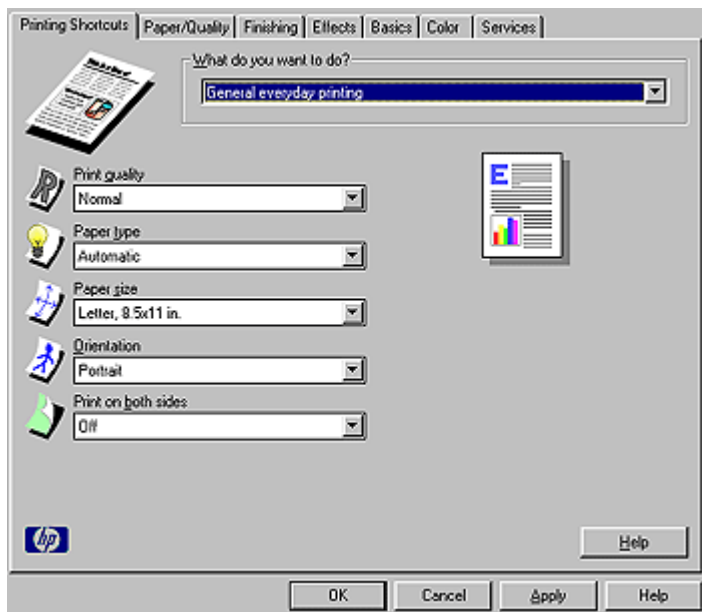 Printing Shortcuts Paper/Quality Finishing Effects Basics Color Services
What do you want to do?
General everyday printing
Print quality
Normal
Paper type
Automatic
Paper size
Letter, 8.5x11 in.
Orientation
Portrait
Print on both sides
Off
E
hp
Help
OK Cancel Apply Help